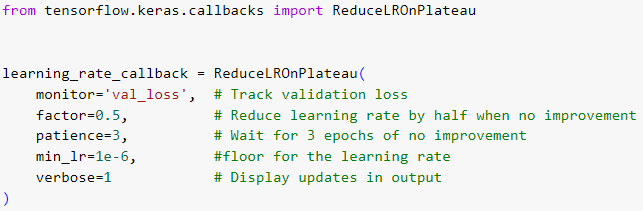 from tensorflow.keras.callbacks import ReduceLROnPlateau
learning_rate_callback = ReduceLROnPlateau(
    monitor='val_loss',  # Track validation loss
    factor=0.5,          # Reduce learning rate by half when no improvement
    patience=3,          # Wait for 3 epochs of no improvement
    min_lr=1e-6,         #floor for the learning rate
    verbose=1            # Display updates in output
)